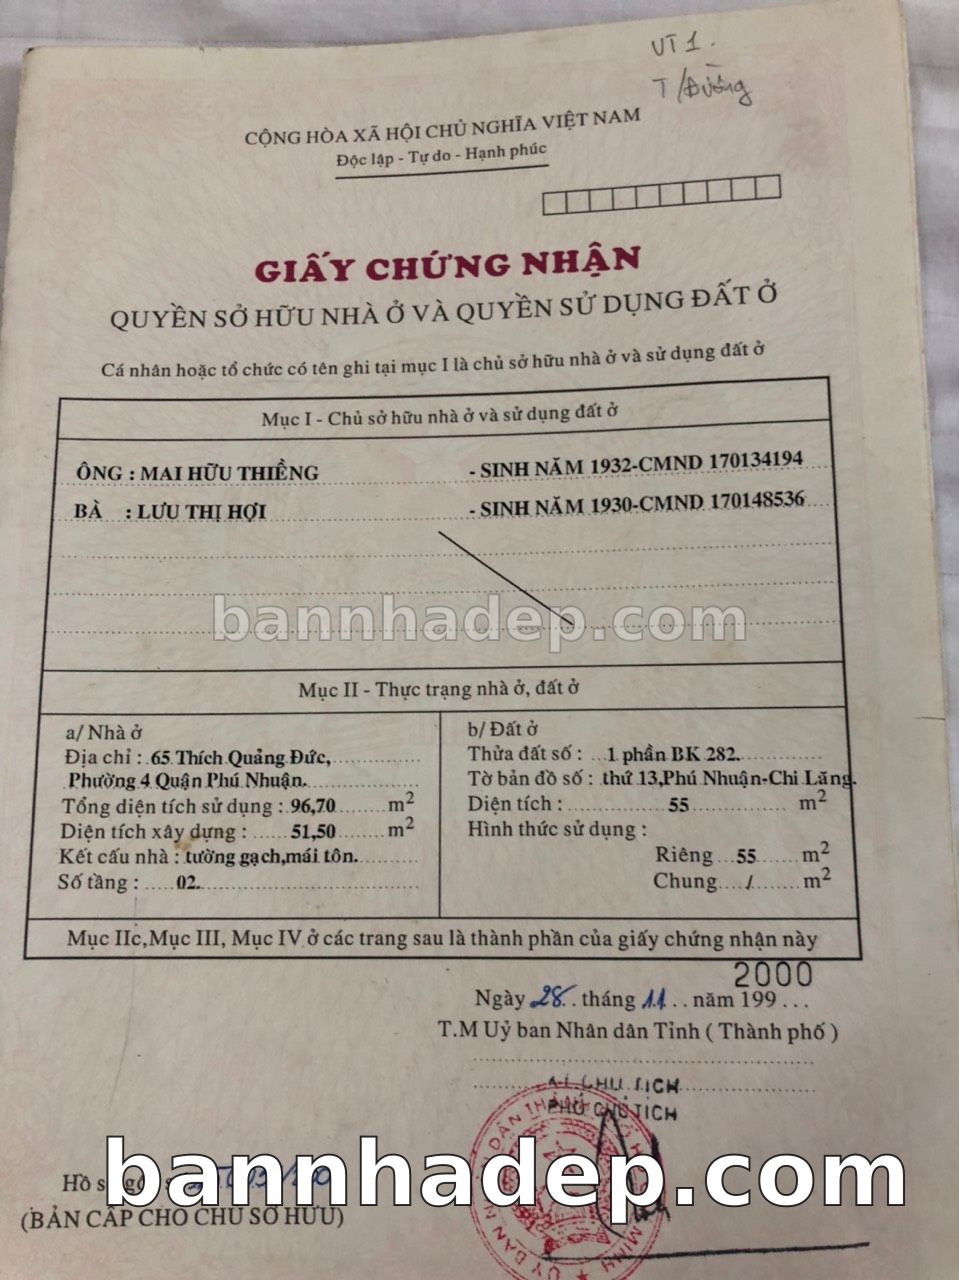 VT1.
T/Đường
CỘNG HÒA XÃ HỘI CHỦ NGHĨA VIỆT NAM
Độc lập - Tự do - Hạnh phúc
GIẤY CHỨNG NHẬN
QUYỀN SỞ HỮU NHÀ Ở VÀ QUYỀN SỬ DỤNG ĐẤT Ở
Cá nhân hoặc tổ chức có tên ghi tại mục I là chủ sở hữu nhà ở và sử dụng đất ở
Mục I - Chủ sở hữu nhà ở và sử dụng đất ở
ÔNG : MAI HỮU THIỀNG - SINH NĂM 1932-CMND 170134194
BÀ : LƯU THỊ HỢI - SINH NĂM 1930-CMND 170148536
bannhadep.com
Mục II - Thực trạng nhà ở, đất ở
a/ Nhà ở
Địa chỉ : 65 Thích Quảng Đức,
Phường 4 Quận Phú Nhuận.
Tổng diện tích sử dụng : 96,70 m2
Diện tích xây dựng : 51,50 m2
Kết cấu nhà : tường gạch,mái tôn.
Số tầng : 02.
b/ Đất ở
Thửa đất số : 1 phần BK 282.
Tờ bản đồ số : thứ 13,Phú Nhuận-Chi Lăng.
Diện tích : 55 m2
Hình thức sử dụng :
Riêng 55 m2
Chung / m2
Mục IIc,Mục III, Mục IV ở các trang sau là thành phần của giấy chứng nhận này
2000
Ngày 28 tháng 11 năm 199
T.M Uỷ ban Nhân dân Tỉnh ( Thành phố )
KT. CHỦ TỊCH
PHÓ CHỦ TỊCH
bannhadep.com
Hồ s
(BẢN CẤP CHO CHỦ SỞ HỮU)